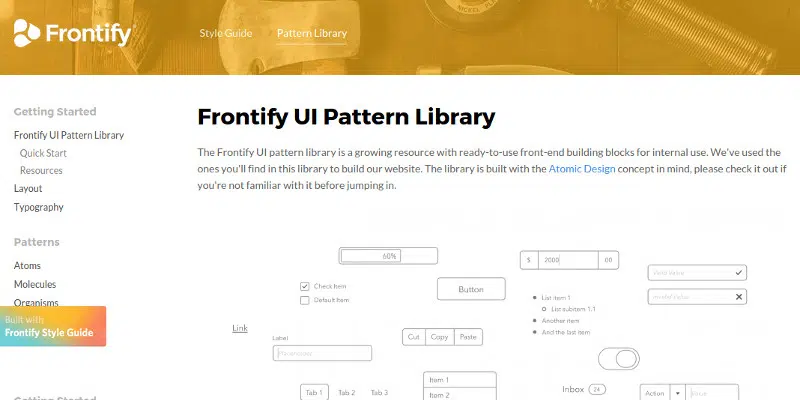 Frontify
Style Guide
Pattern Library
NICKEL PL
Getting Started
Frontify UI Pattern Library
Quick Start
Resources
Layout
Typography
Patterns
Atoms
Molecules
Organisms
Built with
Frontify Style Guide
Frontify UI Pattern Library
The Frontify UI pattern library is a growing resource with ready-to-use front-end building blocks for internal use. We've used the
ones you'll find in this library to build our website. The library is built with the Atomic Design concept in mind, please check it out if
you're not familiar with it before jumping in.
60%
$ 2000 00
Valid Value
Check Item
Default Item
Button
List item 1
List subitem 1.1
Another item
And the last item
Invalid Value
Link
Label
Placeholder
Cut Copy Paste
Tab 1 Tab 2 Tab 3
Item 1
Item 2
Inbox 24
Action Value
Getting Started